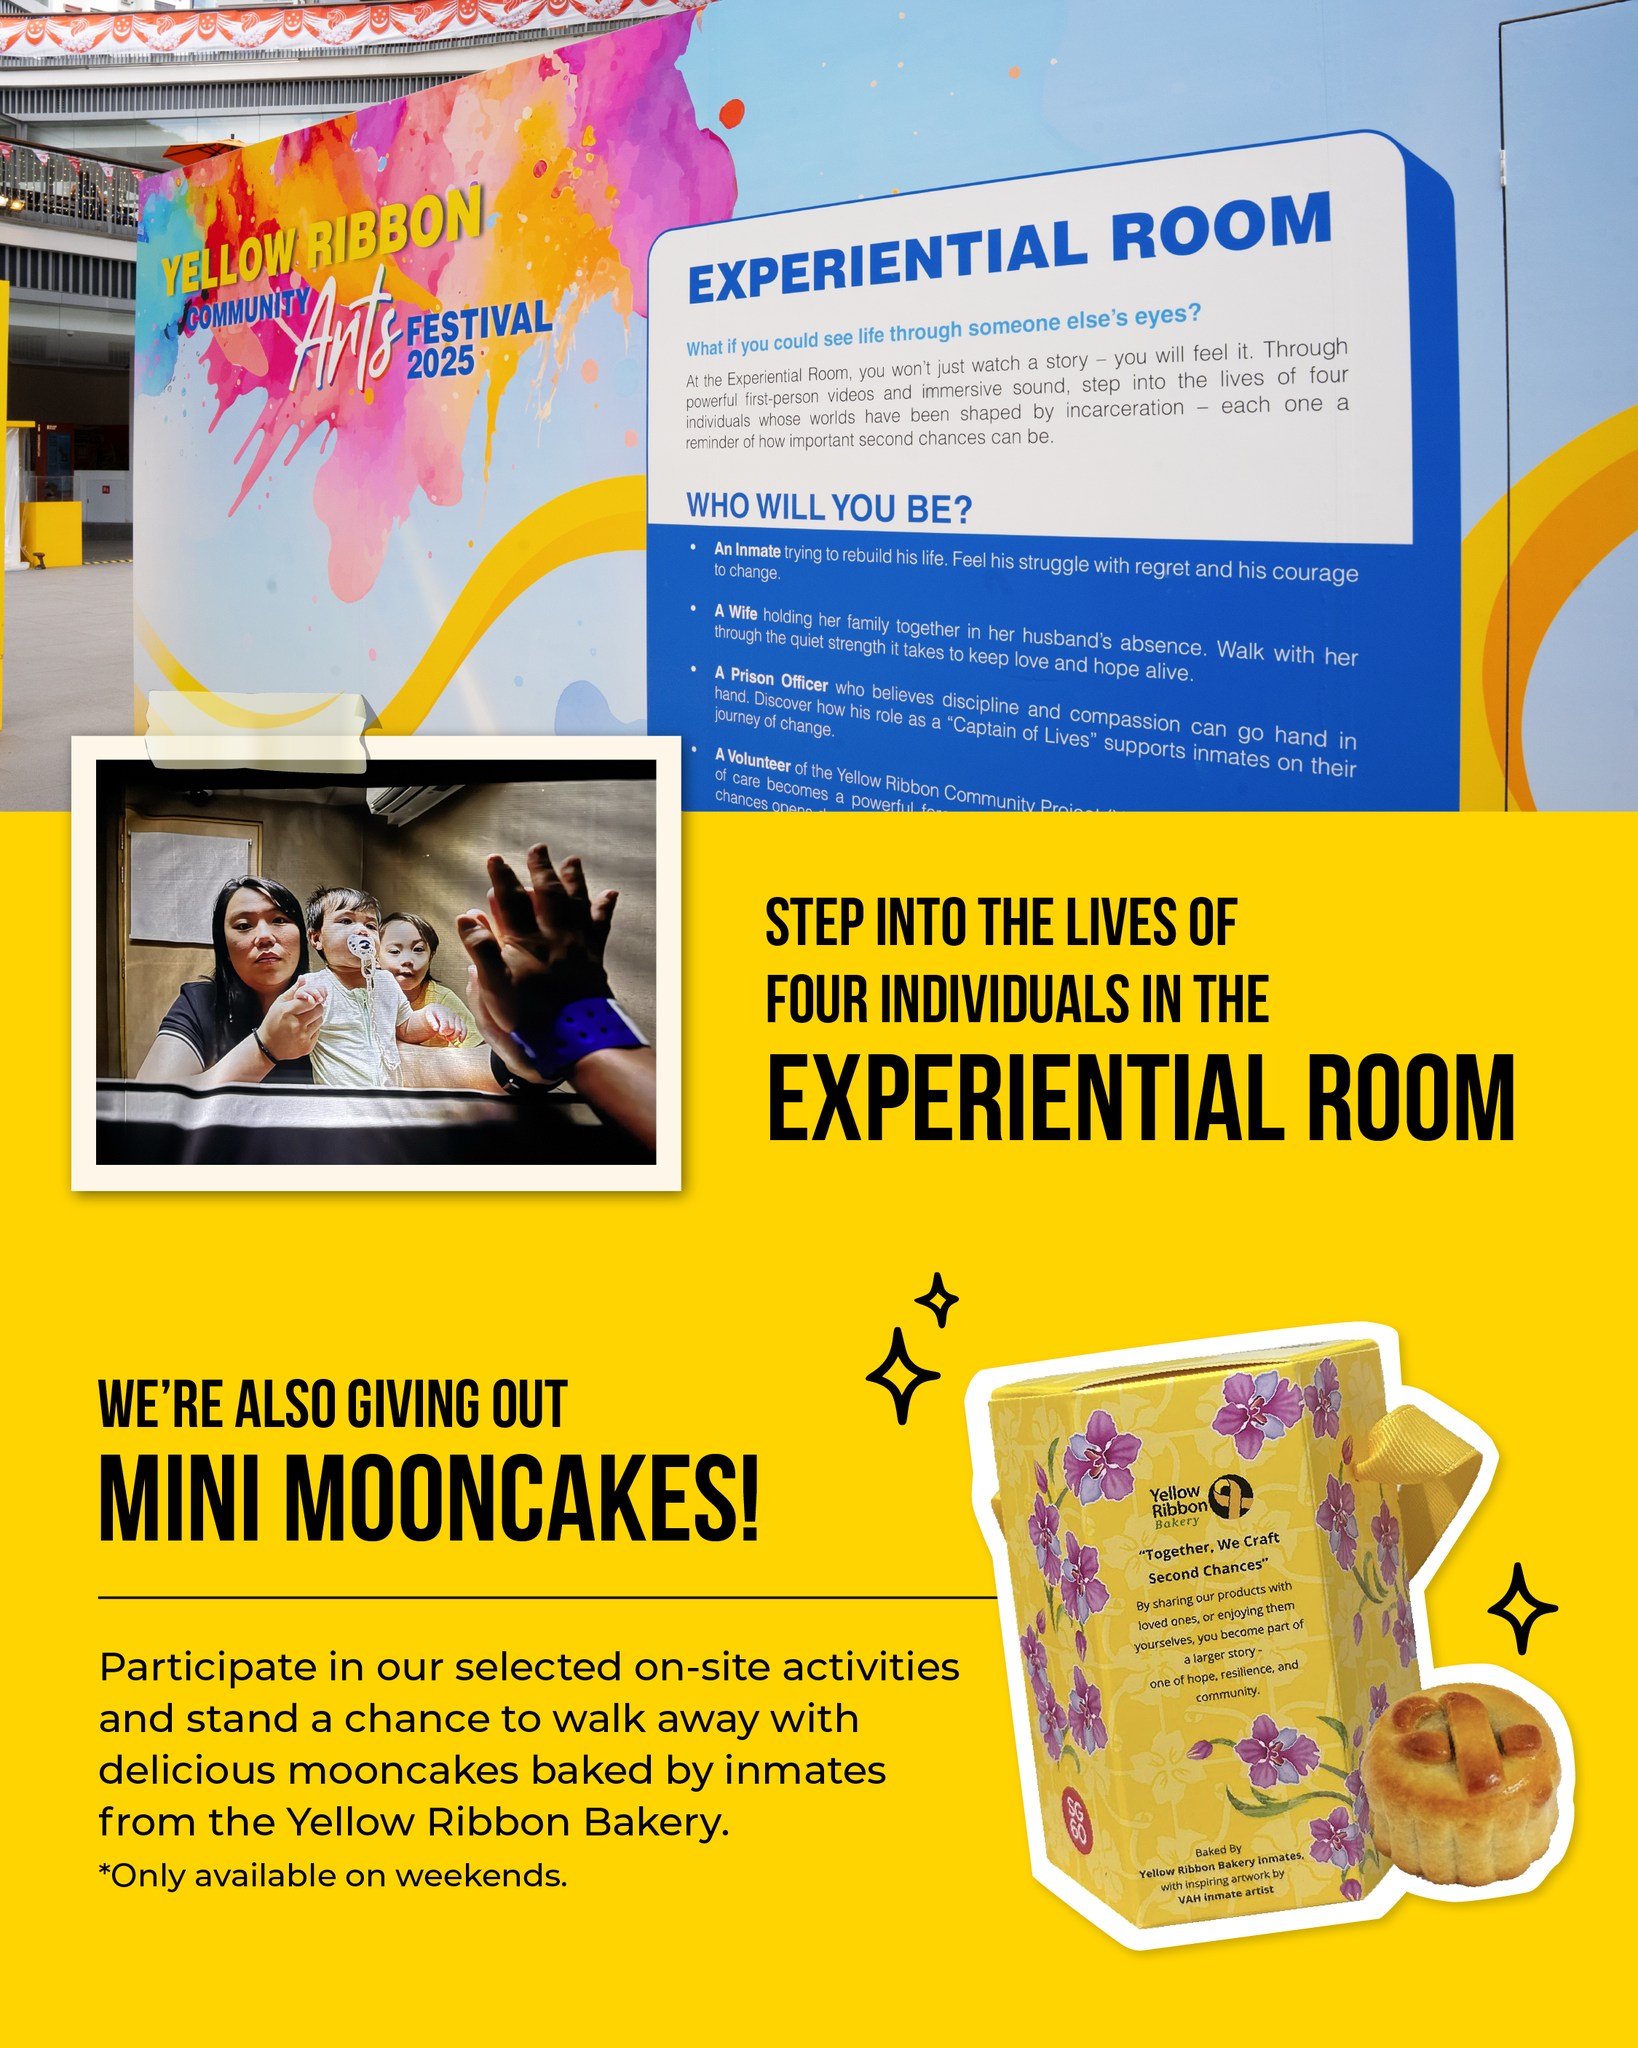 YELLOW RIBBON
COMMUNITY Arts FESTIVAL
2025
EXPERIENTIAL ROOM
What if you could see life through someone else's eyes?
At the Experiential Room, you won't just watch a story – you will feel it. Through
powerful first-person videos and immersive sound, step into the lives of four
individuals whose worlds have been shaped by incarceration – each one a
reminder of how important second chances can be.
WHO WILL YOU BE?
• An Inmate trying to rebuild his life. Feel his struggle with regret and his courage
to change.
• A Wife holding her family together in her husband's absence. Walk with her
through the quiet strength it takes to keep love and hope alive.
• A Prison Officer who believes discipline and compassion can go hand in
hand. Discover how his role as a "Captain of Lives" supports inmates on their
journey of change.
• A Volunteer of the Yellow Ribbon Community Project
of care becomes a powerful
chances
STEP INTO THE LIVES OF
FOUR INDIVIDUALS IN THE
EXPERIENTIAL ROOM
WE'RE ALSO GIVING OUT
MINI MOONCAKES!
Participate in our selected on-site activities
and stand a chance to walk away with
delicious mooncakes baked by inmates
from the Yellow Ribbon Bakery.
*Only available on weekends.
Yellow
Ribbon
Bakery
"Together, We Craft
Second Chances"
By sharing our products with
loved ones, or enjoying them
yourselves, you become part of
a larger story -
one of hope, resilience, and
community.
SG
60
Baked By
Yellow Ribbon Bakery Inmates,
with inspiring artwork by
VAH inmate artist